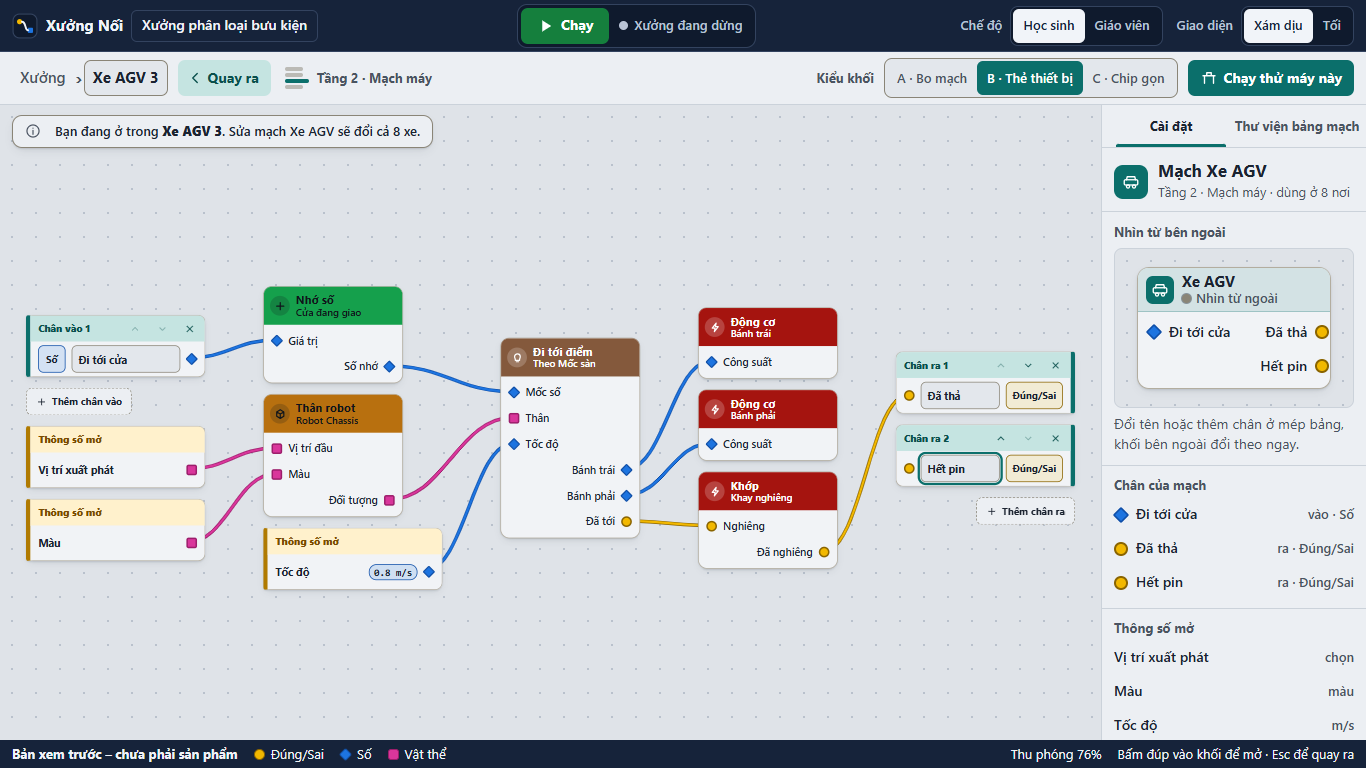 Xưởng Nối
Xưởng phân loại bưu kiện
Chạy
Xưởng đang dừng
Chế độ
Học sinh
Giáo viên
Giao diện
Xám dịu
Tối
Xưởng › Xe AGV 3
Quay ra
Tầng 2 · Mạch máy
Kiểu khối
A · Bo mạch
B · Thẻ thiết bị
C · Chip gọn
Chạy thử máy này
Bạn đang ở trong Xe AGV 3. Sửa mạch Xe AGV sẽ đổi cả 8 xe.
Chân vào 1
Số
Đi tới cửa
+ Thêm chân vào
Thông số mở
Vị trí xuất phát
Thông số mở
Màu
Nhớ số
Cửa đang giao
Giá trị
Số nhớ
Thân robot
Robot Chassis
Vị trí đầu
Màu
Đối tượng
Thông số mở
Tốc độ
0.8 m/s
Đi tới điểm
Theo Mốc sàn
Mốc số
Thân
Tốc độ
Bánh trái
Bánh phải
Đã tới
Động cơ
Bánh trái
Công suất
Động cơ
Bánh phải
Công suất
Khớp
Khay nghiêng
Nghiêng
Đã nghiêng
Chân ra 1
Đã thả
Đúng/Sai
Chân ra 2
Hết pin
Đúng/Sai
+ Thêm chân ra
Cài đặt
Thư viện bảng mạch
Mạch Xe AGV
Tầng 2 · Mạch máy · dùng ở 8 nơi
Nhìn từ bên ngoài
Xe AGV
Nhìn từ ngoài
Đi tới cửa
Đã thả
Hết pin
Đổi tên hoặc thêm chân ở mép bảng,
khối bên ngoài đổi theo ngay.
Chân của mạch
Đi tới cửa
vào · Số
Đã thả
ra · Đúng/Sai
Hết pin
ra · Đúng/Sai
Thông số mở
Vị trí xuất phát
chọn
Màu
màu
Tốc độ
m/s
Bản xem trước – chưa phải sản phẩm
Đúng/Sai
Số
Vật thể
Thu phóng 76%
Bấm đúp vào khối để mở · Esc để quay ra